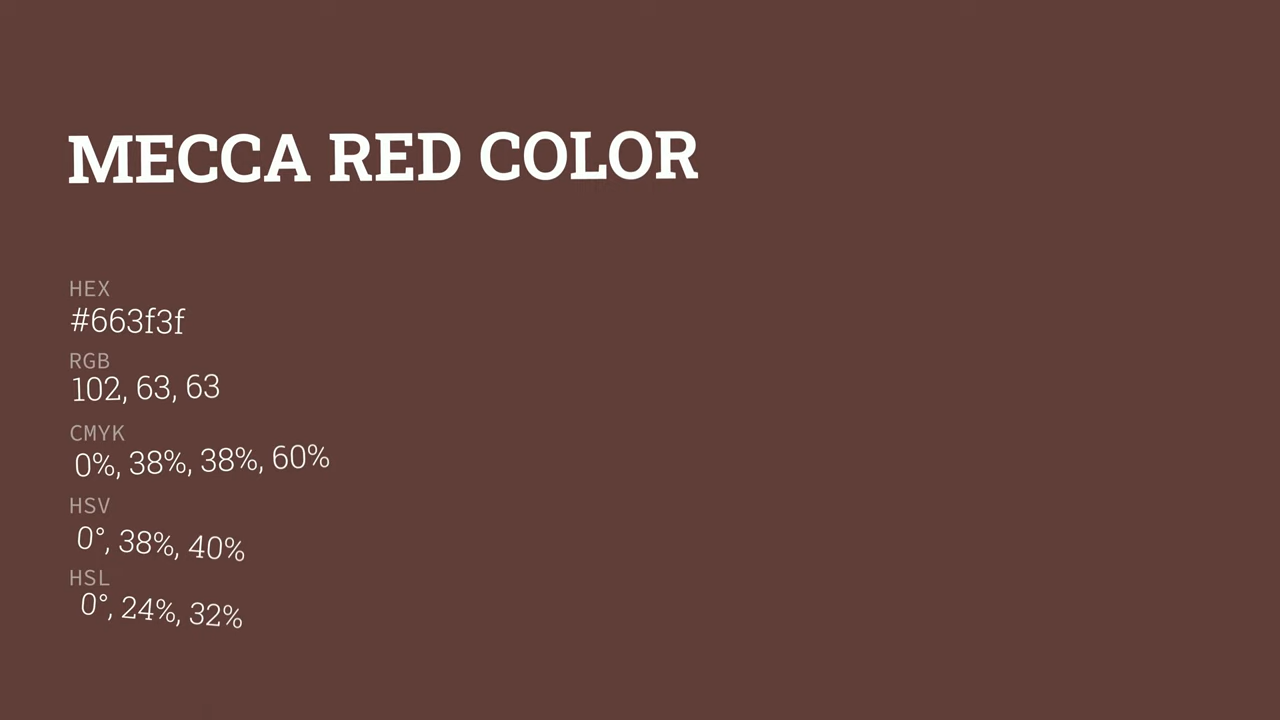 MECCA RED COLOR
HEX
#663f3f
RGB
102, 63, 63
CMYK
0%, 38%, 38%, 60%
HSV
0°, 38%, 40%
HSL
0°, 24%, 32%